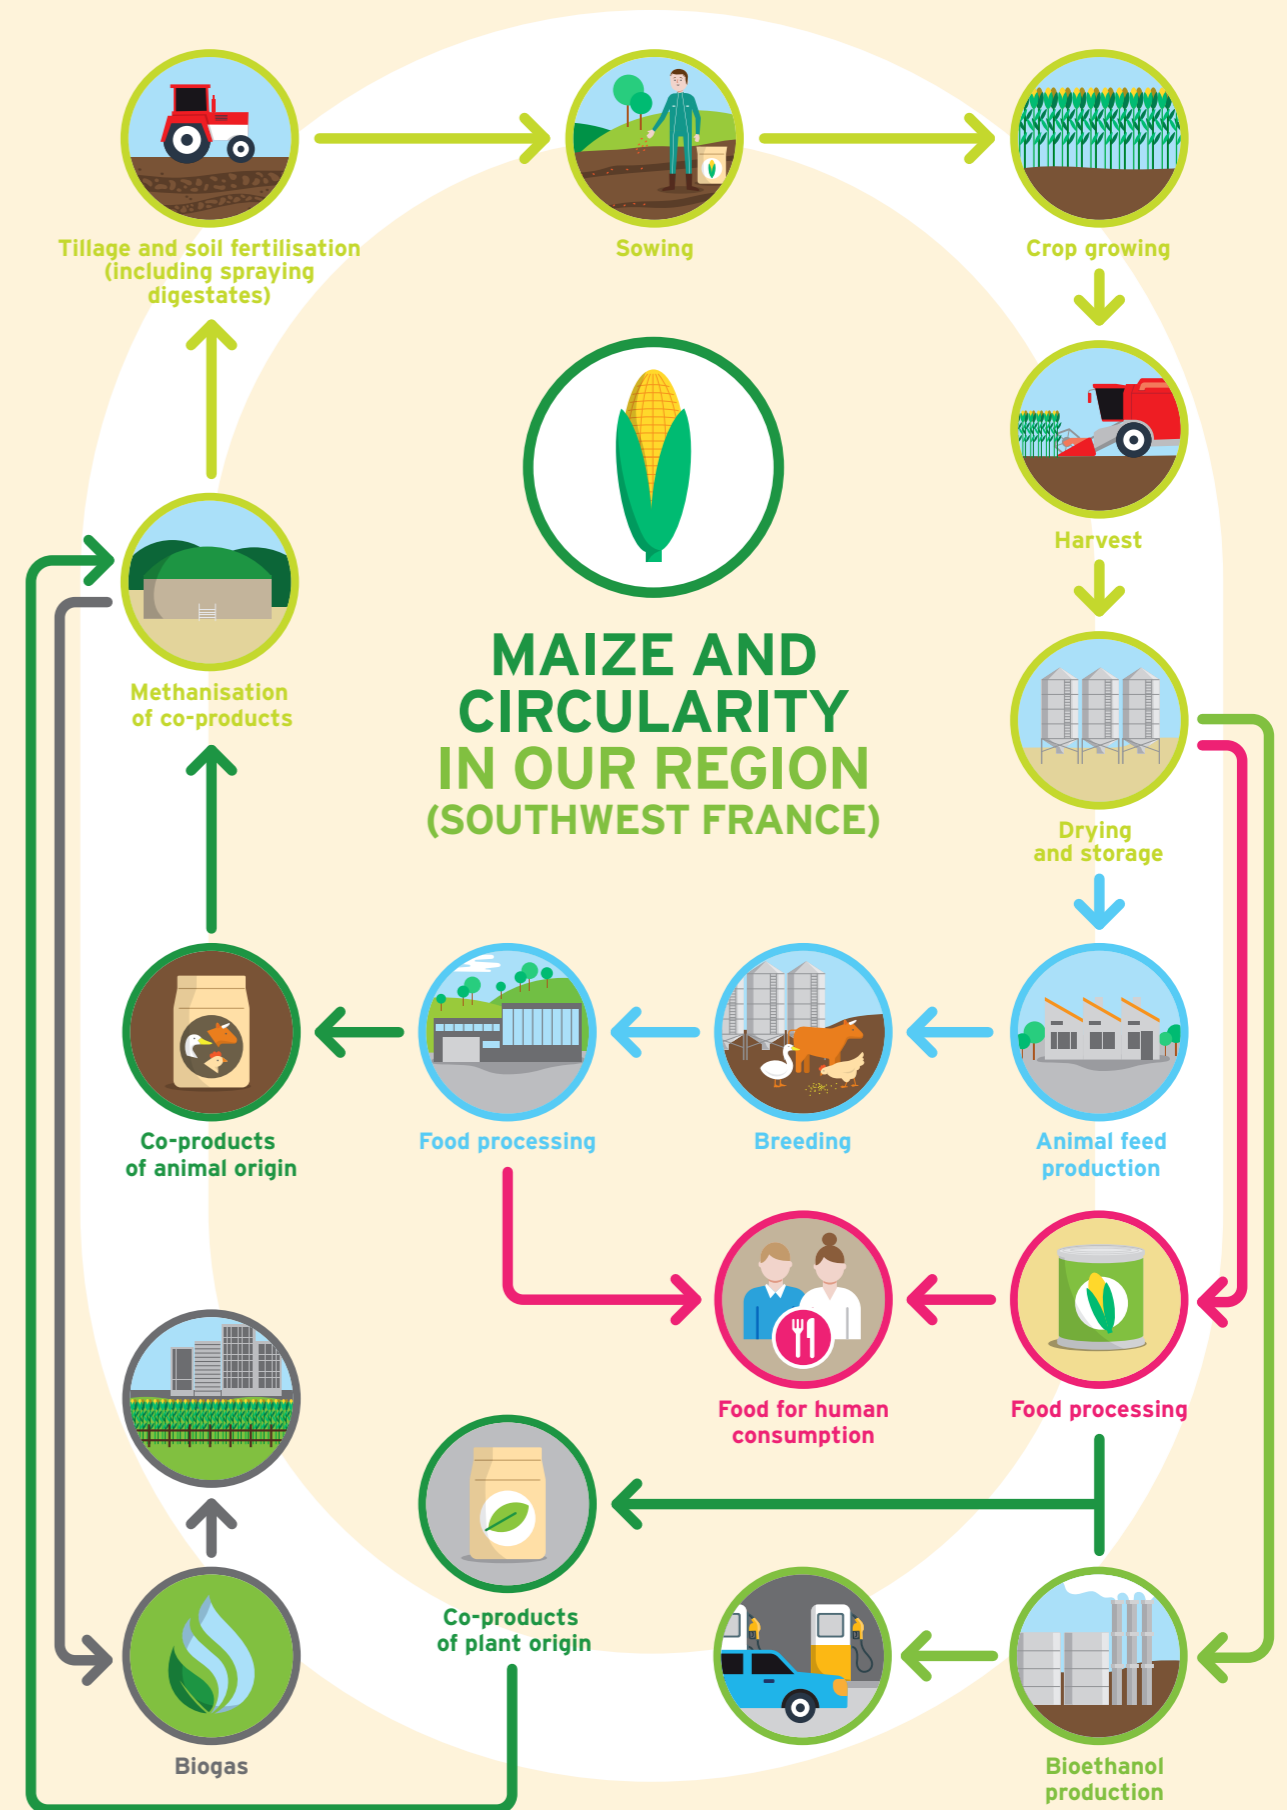 Tillage and soil fertilisation
(including spraying
digestates)
Sowing
Crop growing
Harvest
MAIZE AND
CIRCULARITY
IN OUR REGION
(SOUTHWEST FRANCE)
Methanisation
of co-products
Drying
and storage
Co-products
of animal origin
Food processing
Breeding
Animal feed
production
Food for human
consumption
Food processing
Co-products
of plant origin
Biogas
Bioethanol
production